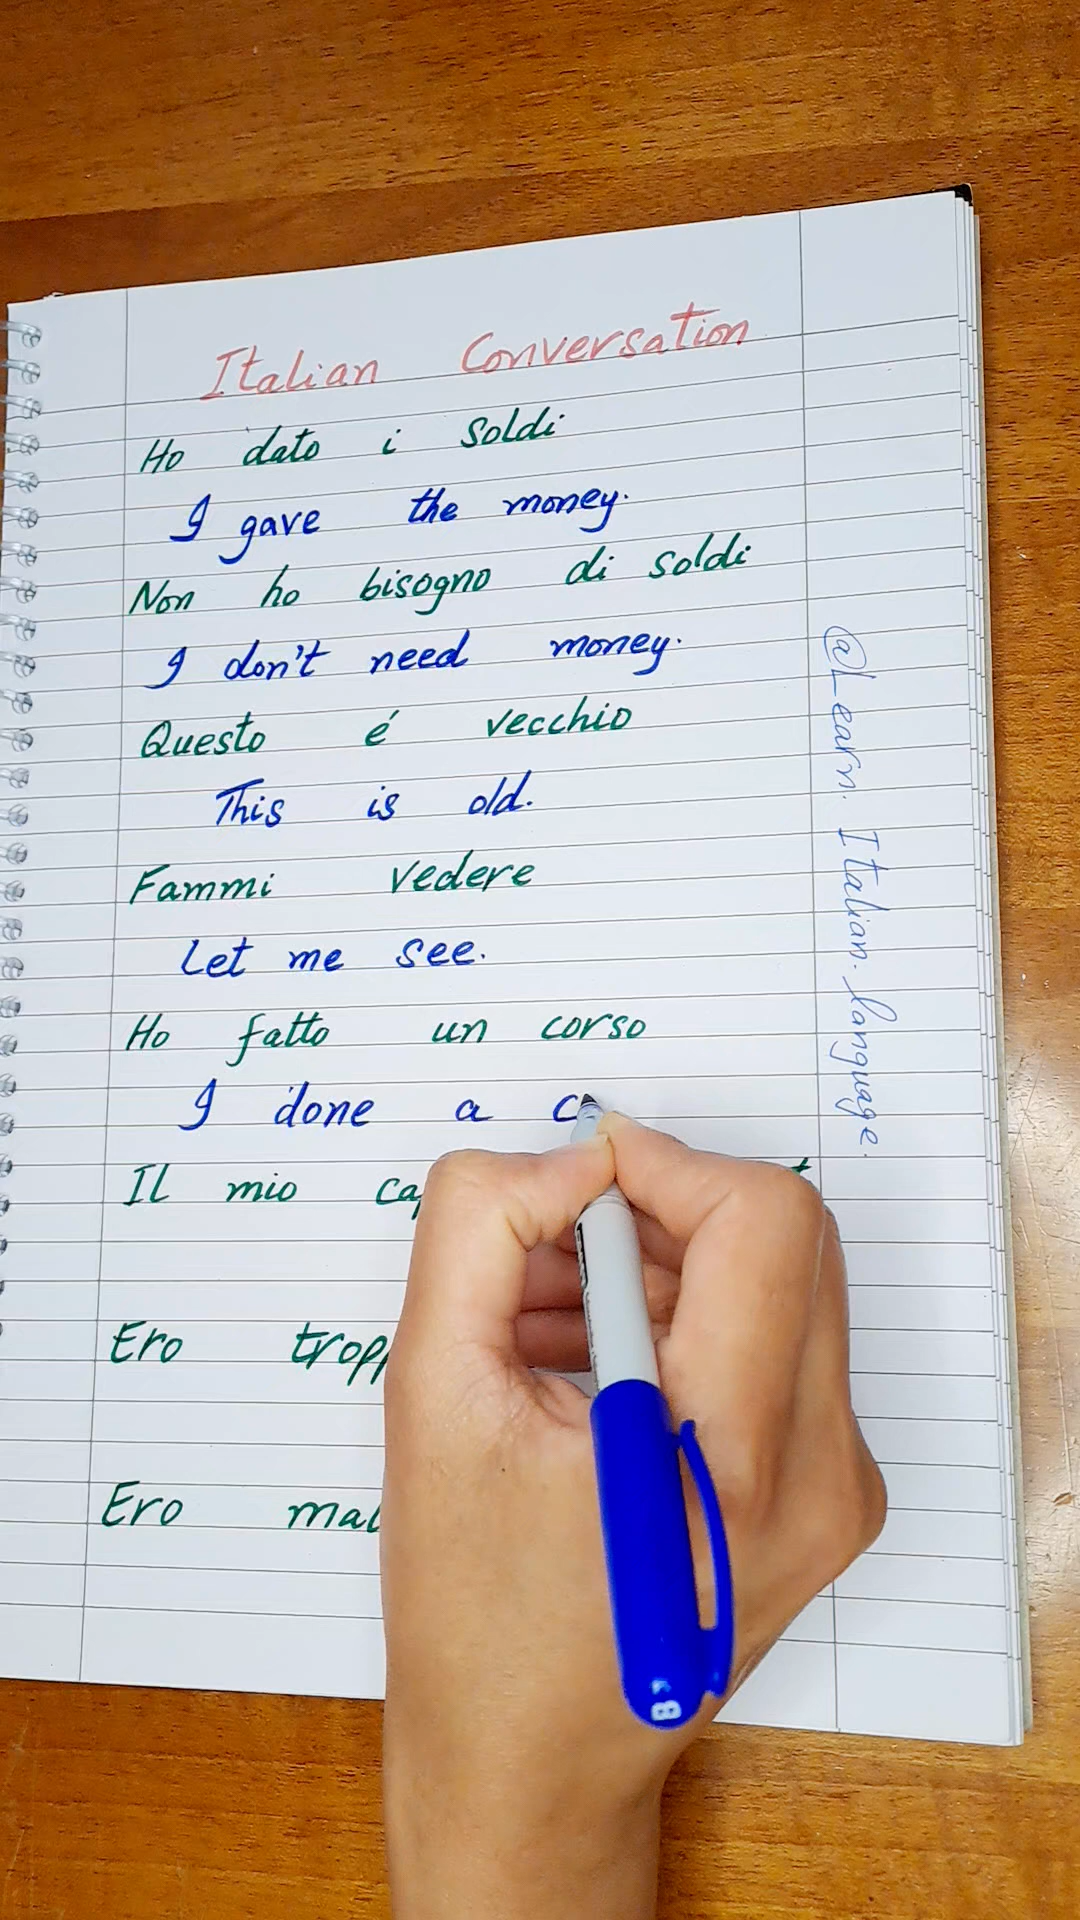 Italian Conversation
Ho dato i soldi
I gave the money.
Non ho bisogno di soldi
I don't need money.
Questo é vecchio
This is old.
Fammi vedere
Let me see.
Ho fatto un corso
I done a
Il mio
Ero
Ero
@Learn.Italian.language.